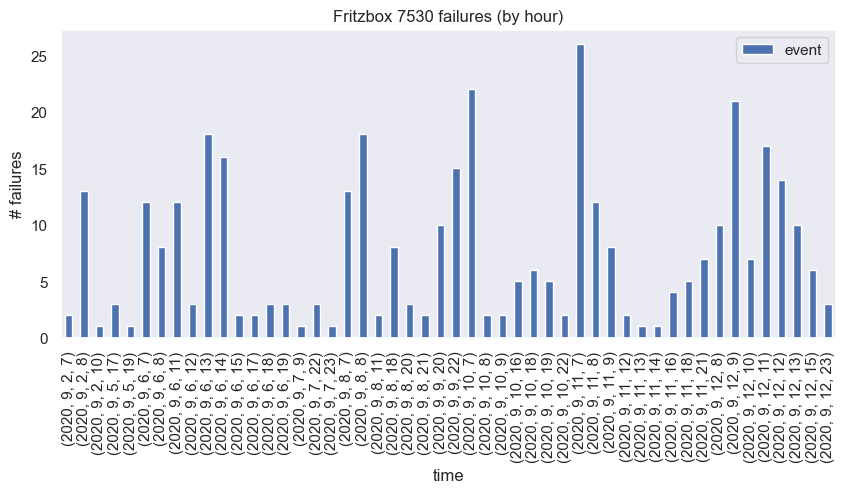 Fritzbox 7530 failures (by hour)
event
# failures
25
20
15
10
5
0
(2020, 9, 2, 7)
(2020, 9, 2, 8)
(2020, 9, 2, 10)
(2020, 9, 5, 17)
(2020, 9, 5, 19)
(2020, 9, 6, 7)
(2020, 9, 6, 8)
(2020, 9, 6, 11)
(2020, 9, 6, 12)
(2020, 9, 6, 13)
(2020, 9, 6, 14)
(2020, 9, 6, 15)
(2020, 9, 6, 17)
(2020, 9, 6, 18)
(2020, 9, 6, 19)
(2020, 9, 7, 9)
(2020, 9, 7, 22)
(2020, 9, 7, 23)
(2020, 9, 8, 7)
(2020, 9, 8, 8)
(2020, 9, 8, 11)
(2020, 9, 8, 18)
(2020, 9, 8, 20)
(2020, 9, 8, 21)
(2020, 9, 9, 20)
(2020, 9, 9, 22)
(2020, 9, 10, 7)
(2020, 9, 10, 8)
(2020, 9, 10, 9)
(2020, 9, 10, 16)
(2020, 9, 10, 18)
(2020, 9, 10, 19)
(2020, 9, 10, 22)
(2020, 9, 11, 7)
(2020, 9, 11, 8)
(2020, 9, 11, 9)
(2020, 9, 11, 12)
(2020, 9, 11, 13)
(2020, 9, 11, 14)
(2020, 9, 11, 16)
(2020, 9, 11, 18)
(2020, 9, 11, 21)
(2020, 9, 12, 8)
(2020, 9, 12, 9)
(2020, 9, 12, 10)
(2020, 9, 12, 11)
(2020, 9, 12, 12)
(2020, 9, 12, 13)
(2020, 9, 12, 15)
(2020, 9, 12, 23)
time